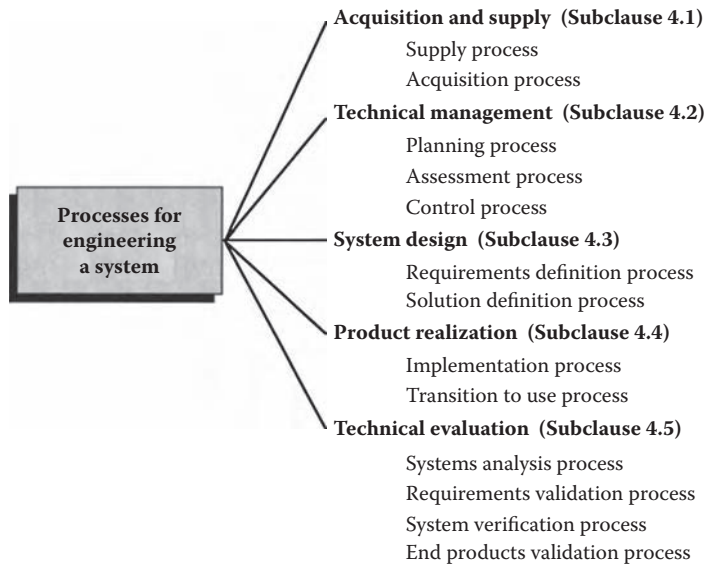 Processes for
engineering
a system
Acquisition and supply (Subclause 4.1)
Supply process
Acquisition process
Technical management (Subclause 4.2)
Planning process
Assessment process
Control process
System design (Subclause 4.3)
Requirements definition process
Solution definition process
Product realization (Subclause 4.4)
Implementation process
Transition to use process
Technical evaluation (Subclause 4.5)
Systems analysis process
Requirements validation process
System verification process
End products validation process